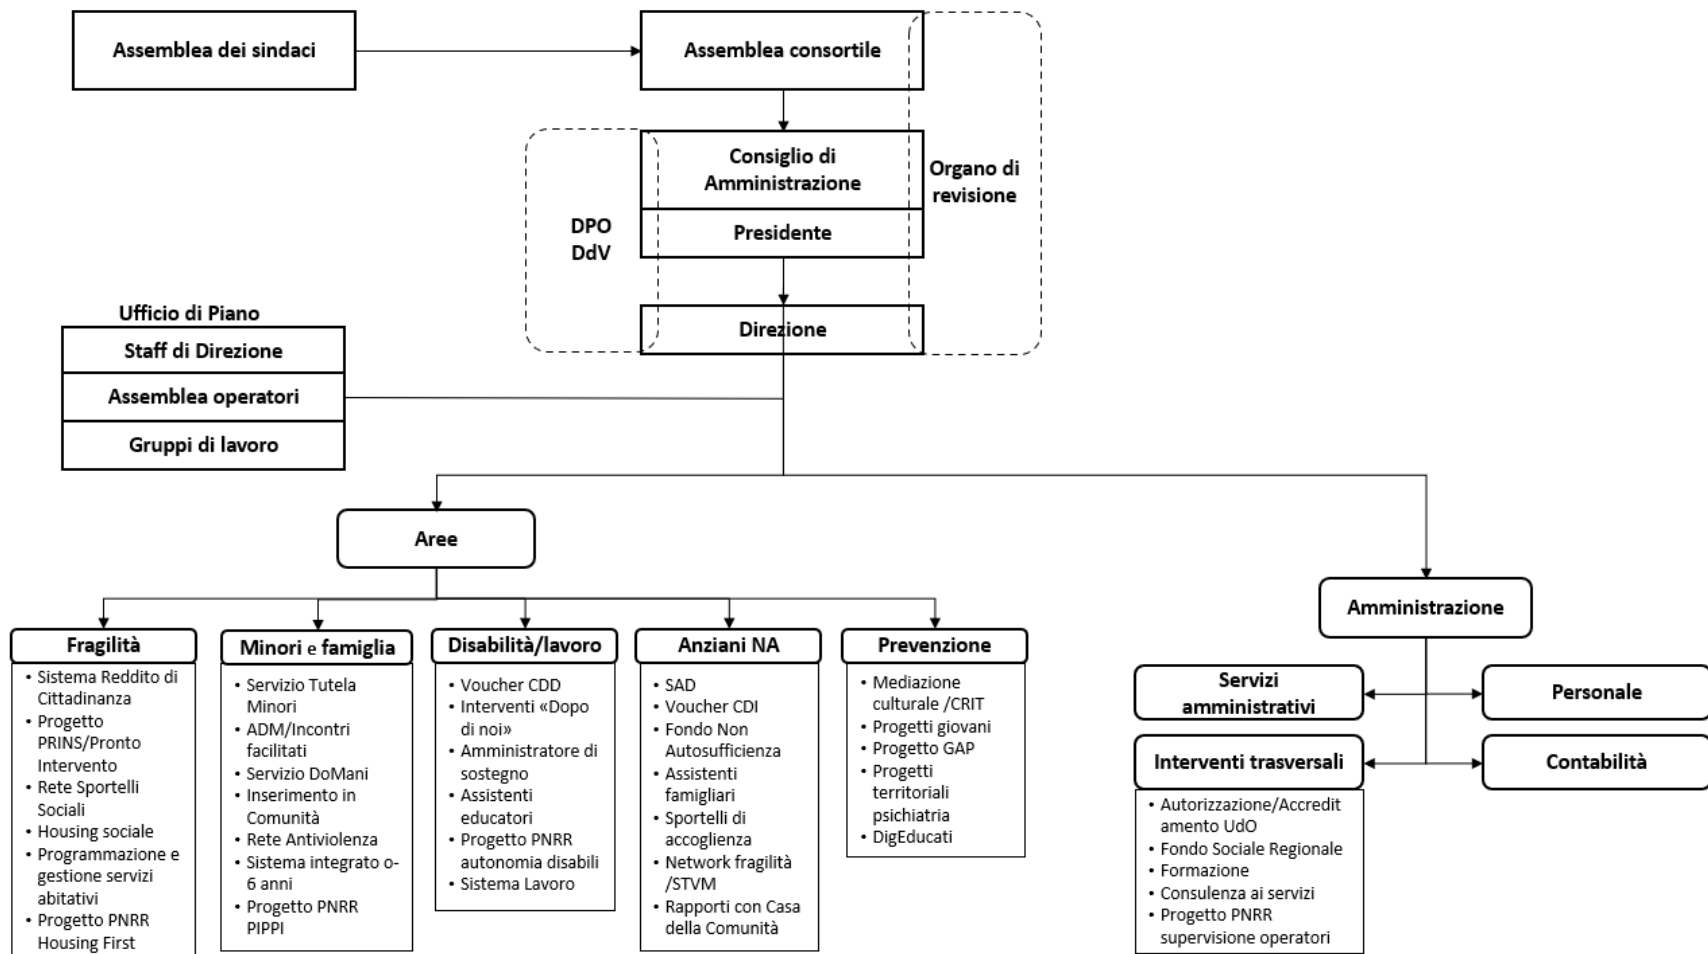 Assemblea dei sindaci
Assemblea consortile
Consiglio di
Amministrazione
Presidente
Organo di
revisione
DPO
DdV
Direzione
Ufficio di Piano
Staff di Direzione
Assemblea operatori
Gruppi di lavoro
Aree
Amministrazione
Fragilità
• Sistema Reddito di
Cittadinanza
• Progetto
PRINS/Pronto
Intervento
• Rete Sportelli
Sociali
• Housing sociale
• Programmazione e
gestione servizi
abitativi
• Progetto PNRR
Housing First
Minori e famiglia
• Servizio Tutela
Minori
• ADM/Incontri
facilitati
• Servizio DoMani
• Inserimento in
Comunità
• Rete Antiviolenza
• Sistema integrato o-
6 anni
• Progetto PNRR
PIPPI
Disabilità/lavoro
• Voucher CDD
• Interventi «Dopo
di noi»
• Amministratore di
sostegno
• Assistenti
educatori
• Progetto PNRR
autonomia disabili
• Sistema Lavoro
Anziani NA
• SAD
• Voucher CDI
• Fondo Non
Autosufficienza
• Assistenti
famigliari
• Sportelli di
accoglienza
• Network fragilità
/STVM
• Rapporti con Casa
della Comunità
Prevenzione
• Mediazione
culturale /CRIT
• Progetti giovani
• Progetto GAP
• Progetti
territoriali
psichiatria
• DigEducati
Servizi
amministrativi
Personale
Interventi trasversali
• Autorizzazione/Accredit
amento UdO
• Fondo Sociale Regionale
• Formazione
• Consulenza ai servizi
• Progetto PNRR
supervisione operatori
Contabilità